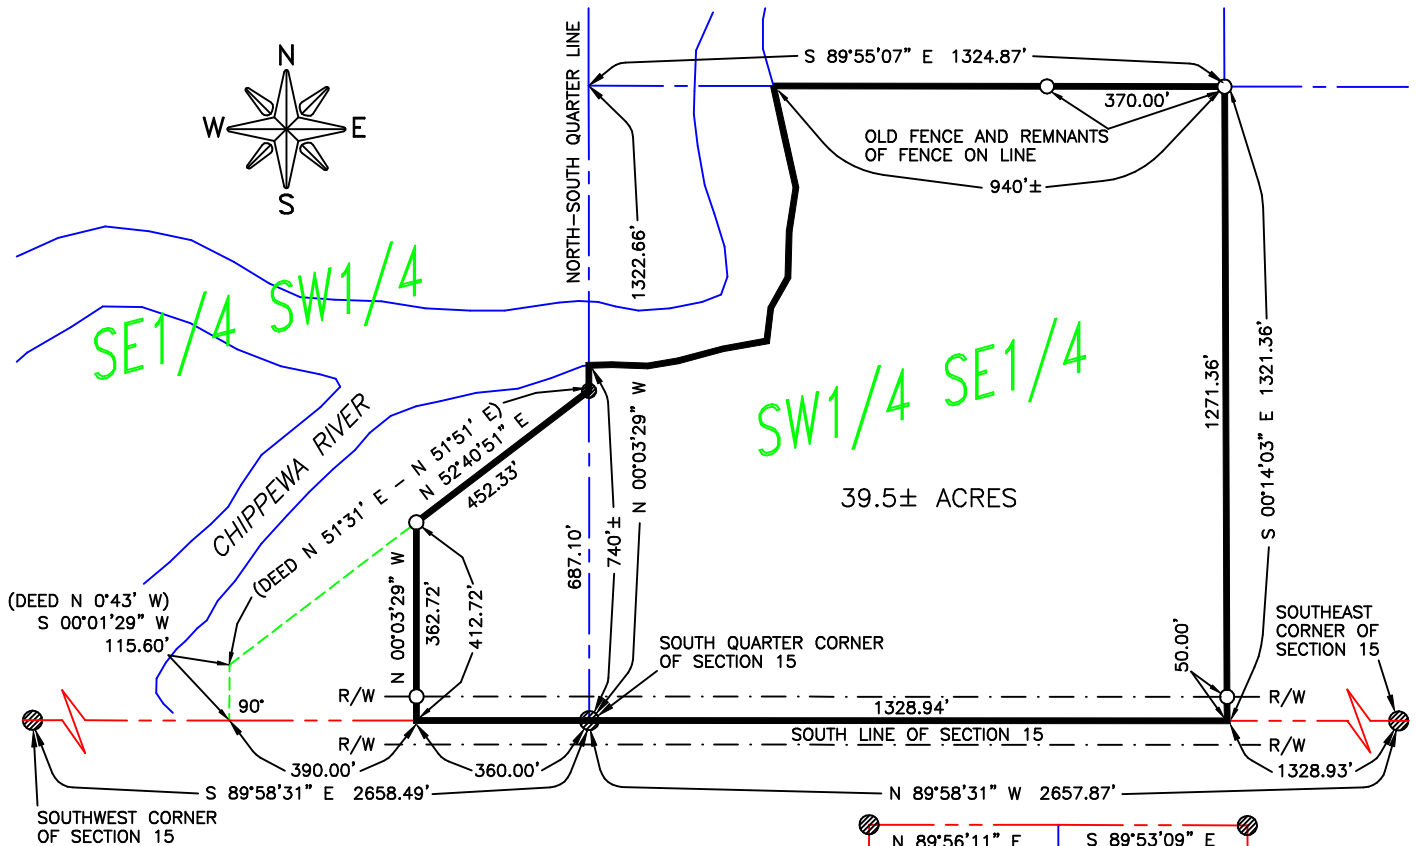 N
W E
S
NORTH-SOUTH QUARTER LINE
S 89°55'07" E 1324.87'
370.00'
OLD FENCE AND REMNANTS
OF FENCE ON LINE
940'±
1322.66'
SE1/4 SW1/4
SW1/4 SE1/4
39.5± ACRES
1271.36'
S 00°14'03" E 1321.36'
CHIPPEWA RIVER
(DEED N 51°31' E - N 51°51' E)
N 52°40'51" E
452.33'
N 00°03'29" W
740'±
687.10'
N 00°03'29" W
362.72'
412.72'
(DEED N 0°43' W)
S 00°01'29" W
115.60'
90°
SOUTH QUARTER CORNER
OF SECTION 15
50.00'
SOUTHEAST
CORNER OF
SECTION 15
R/W
R/W
1328.94'
SOUTH LINE OF SECTION 15
R/W
R/W
390.00'
360.00'
1328.93'
S 89°58'31" E 2658.49'
N 89°58'31" W 2657.87'
SOUTHWEST CORNER
OF SECTION 15
N 89°56'11" E
S 89°53'09" E